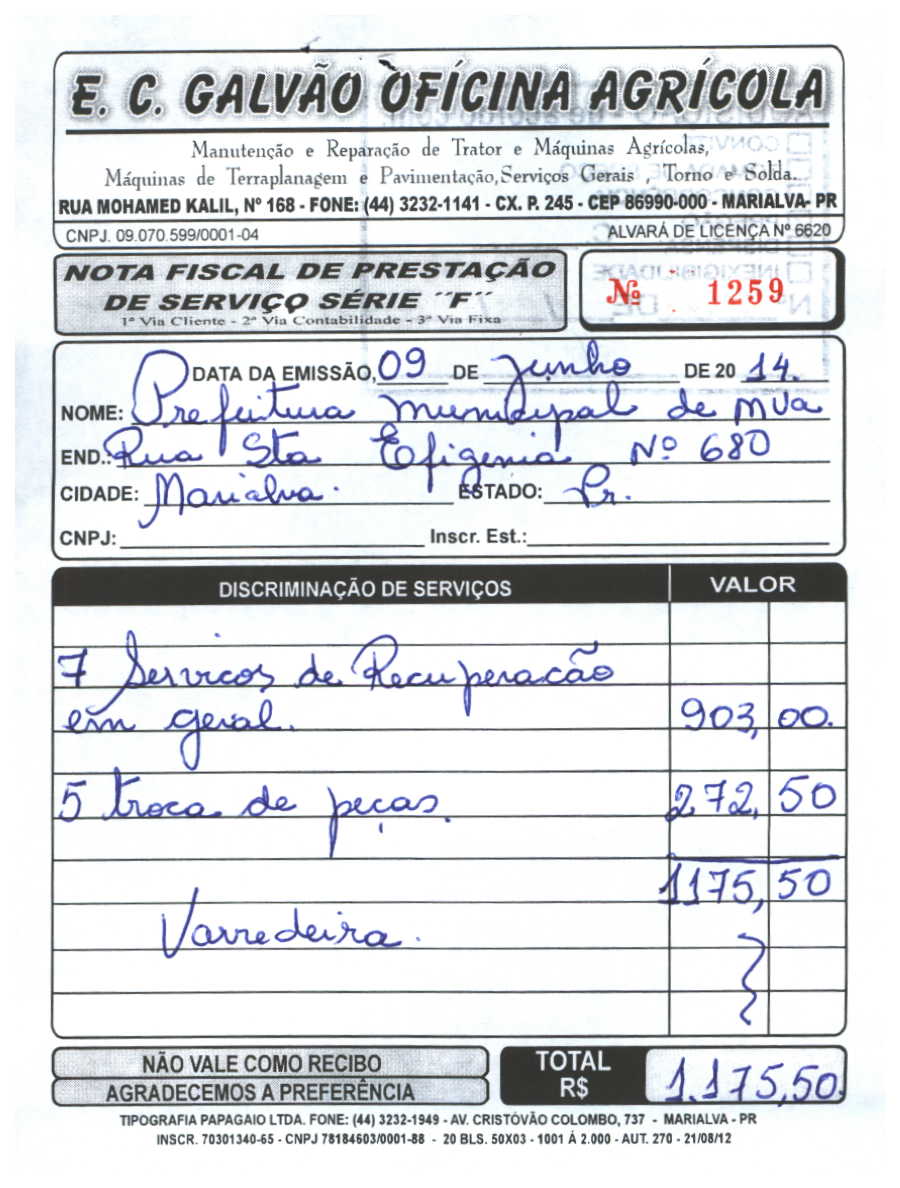 E. C. GALVÃO OFÍCINA AGRÍCOLA
Manutenção e Reparação de Trator e Máquinas Agrícolas,
Máquinas de Terraplanagem e Pavimentação, Serviços Gerais , Torno e Solda.
RUA MOHAMED KALIL, Nº 168 - FONE: (44) 3232-1141 - CX. P. 245 - CEP 86990-000 - MARIALVA- PR
CNPJ. 09.070.599/0001-04 ALVARÁ DE LICENÇA Nº 6620
NOTA FISCAL DE PRESTAÇÃO
DE SERVIÇO SÉRIE ´´F´´
1ª Via Cliente - 2ª Via Contabilidade - 3ª Via Fixa
Nº 1259
DATA DA EMISSÃO, 09 DE Junho DE 20 14.
NOME: Prefeitura municipal de MVa
END.: Rua Sta Efigenia Nº 680
CIDADE: Marialva. ESTADO: Pr.
CNPJ: Inscr. Est.:
DISCRIMINAÇÃO DE SERVIÇOS VALOR
7 Servicos de Recuperacão
em geral. 903,00.
5 troca de peças. 272,50
1175,50
Varredeira.
NÃO VALE COMO RECIBO
AGRADECEMOS A PREFERÊNCIA
TOTAL
R$ 1.175,50.
TIPOGRAFIA PAPAGAIO LTDA. FONE: (44) 3232-1949 - AV. CRISTÓVÃO COLOMBO, 737 - MARIALVA - PR
INSCR. 70301340-65 - CNPJ 78184603/0001-88 - 20 BLS. 50X03 - 1001 Á 2.000 - AUT. 270 - 21/08/12